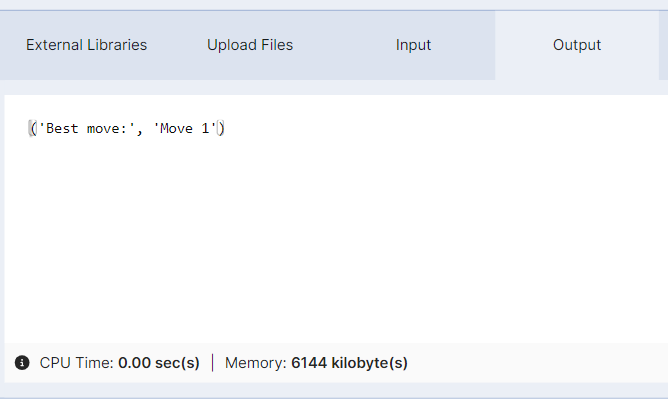 External Libraries Upload Files Input Output
('Best move:', 'Move 1')
CPU Time: 0.00 sec(s) | Memory: 6144 kilobyte(s)